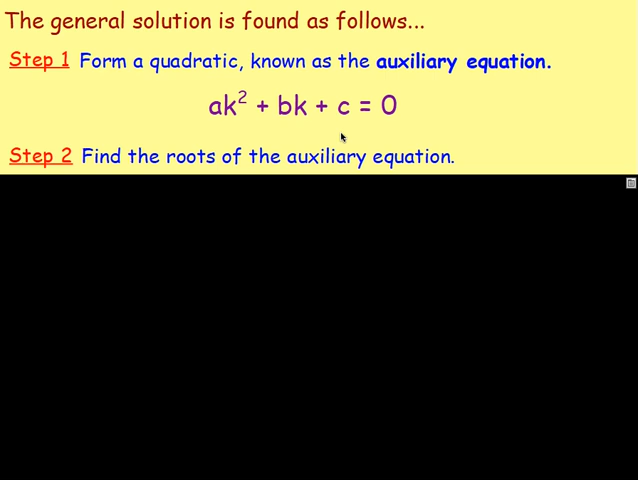 The general solution is found as follows...
Step 1 Form a quadratic, known as the auxiliary equation.
ak² + bk + c = 0
Step 2 Find the roots of the auxiliary equation.